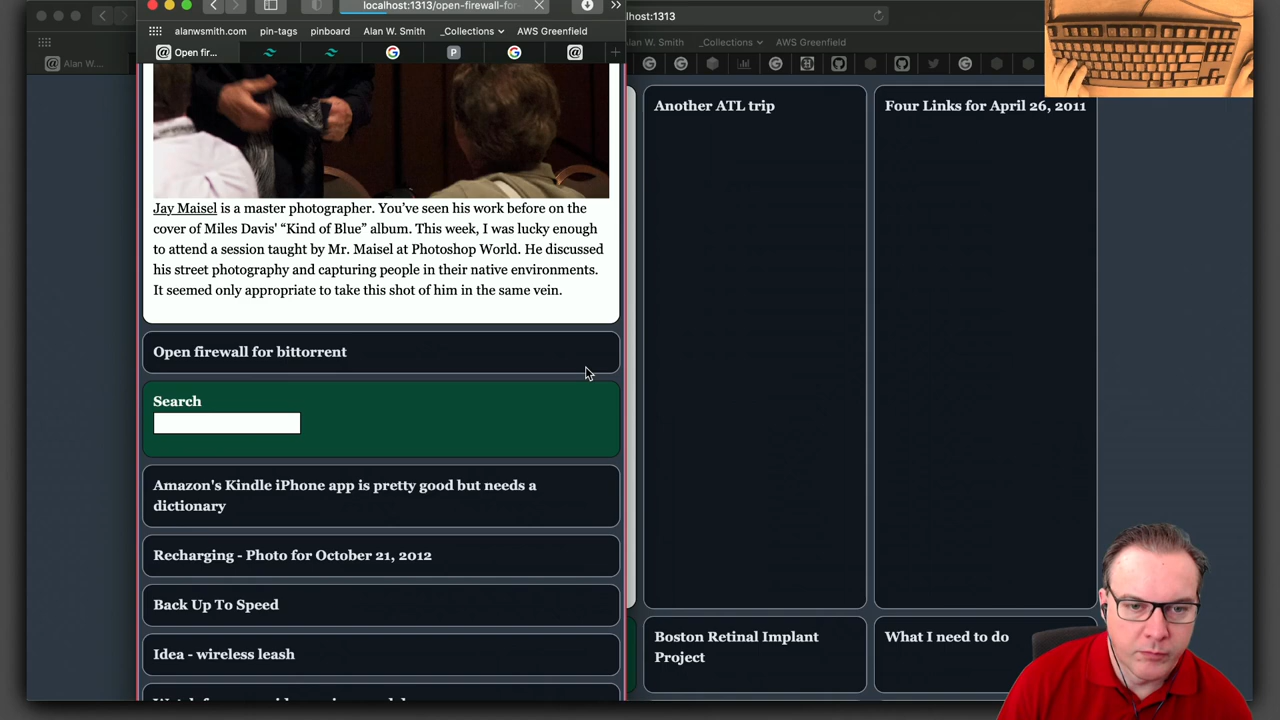 localhost:1313/open-firewall-for-
lhost:1313
alanwsmith.com
pin-tags
pinboard
Alan W. Smith
_Collections
AWS Greenfield
an W. Smith
_Collections
AWS Greenfield
Open fir...
Alan W....
Jay Maisel is a master photographer. You've seen his work before on the
cover of Miles Davis' “Kind of Blue” album. This week, I was lucky enough
to attend a session taught by Mr. Maisel at Photoshop World. He discussed
his street photography and capturing people in their native environments.
It seemed only appropriate to take this shot of him in the same vein.
Open firewall for bittorrent
Search
Amazon's Kindle iPhone app is pretty good but needs a
dictionary
Recharging - Photo for October 21, 2012
Back Up To Speed
Idea - wireless leash
Another ATL trip
Four Links for April 26, 2011
Boston Retinal Implant
Project
What I need to do